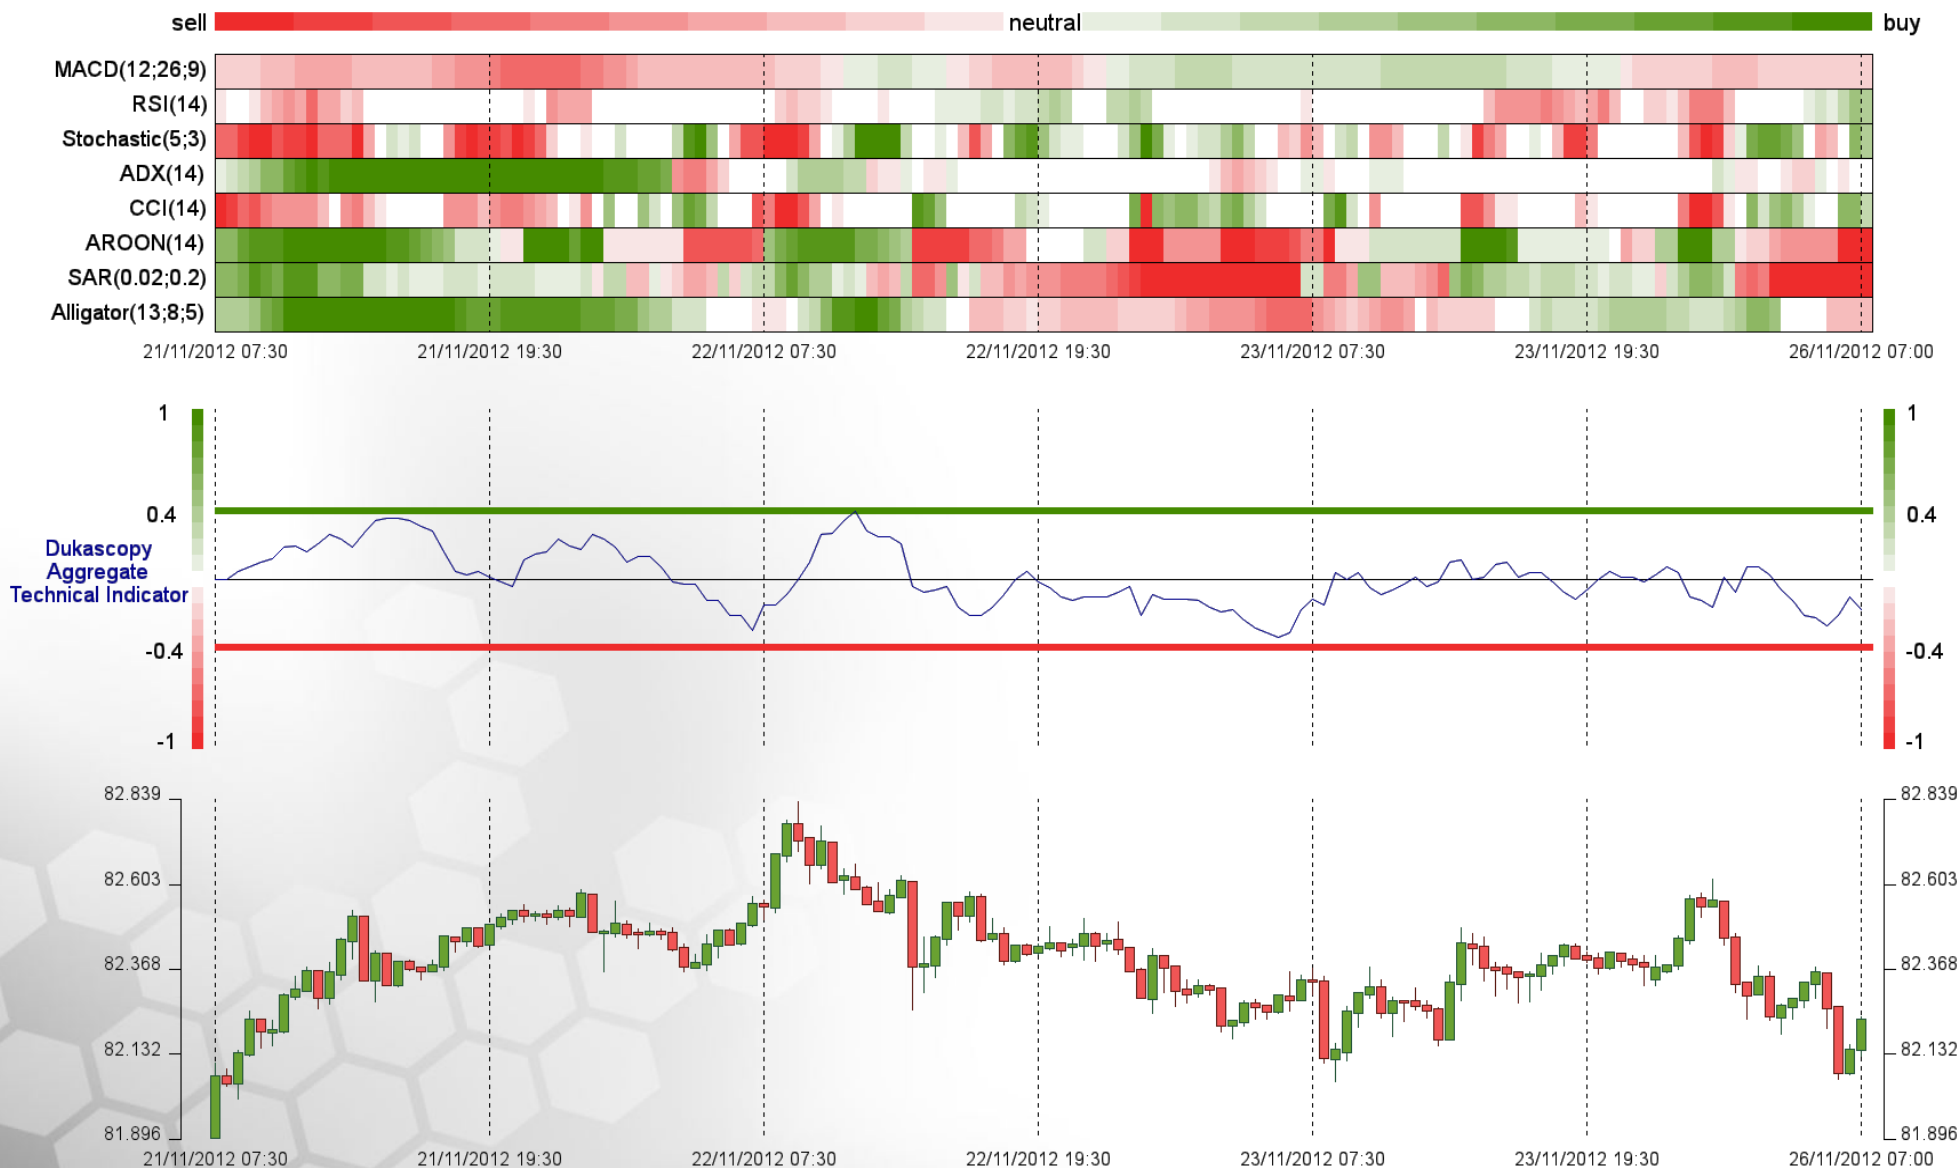 sell neutral buy
MACD(12;26;9)
RSI(14)
Stochastic(5;3)
ADX(14)
CCI(14)
AROON(14)
SAR(0.02;0.2)
Alligator(13;8;5)
21/11/2012 07:30 21/11/2012 19:30 22/11/2012 07:30 22/11/2012 19:30 23/11/2012 07:30 23/11/2012 19:30 26/11/2012 07:00
1 1
0.4 0.4
Dukascopy
Aggregate
Technical Indicator
-0.4 -0.4
-1 -1
82.839 82.839
82.603 82.603
82.368 82.368
82.132 82.132
81.896 81.896
21/11/2012 07:30 21/11/2012 19:30 22/11/2012 07:30 22/11/2012 19:30 23/11/2012 07:30 23/11/2012 19:30 26/11/2012 07:00